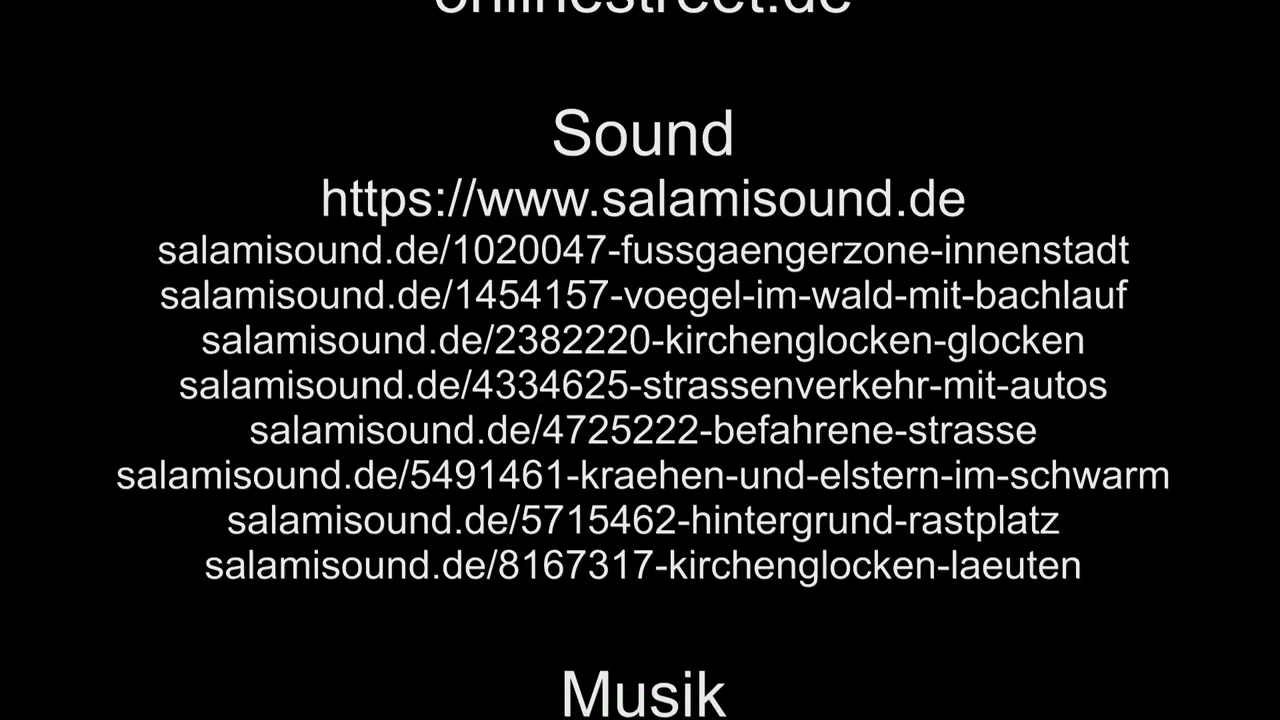 onlinestreet.de
Sound
https://www.salamisound.de
salamisound.de/1020047-fussgaengerzone-innenstadt
salamisound.de/1454157-voegel-im-wald-mit-bachlauf
salamisound.de/2382220-kirchenglocken-glocken
salamisound.de/4334625-strassenverkehr-mit-autos
salamisound.de/4725222-befahrene-strasse
salamisound.de/5491461-kraehen-und-elstern-im-schwarm
salamisound.de/5715462-hintergrund-rastplatz
salamisound.de/8167317-kirchenglocken-laeuten
Musik